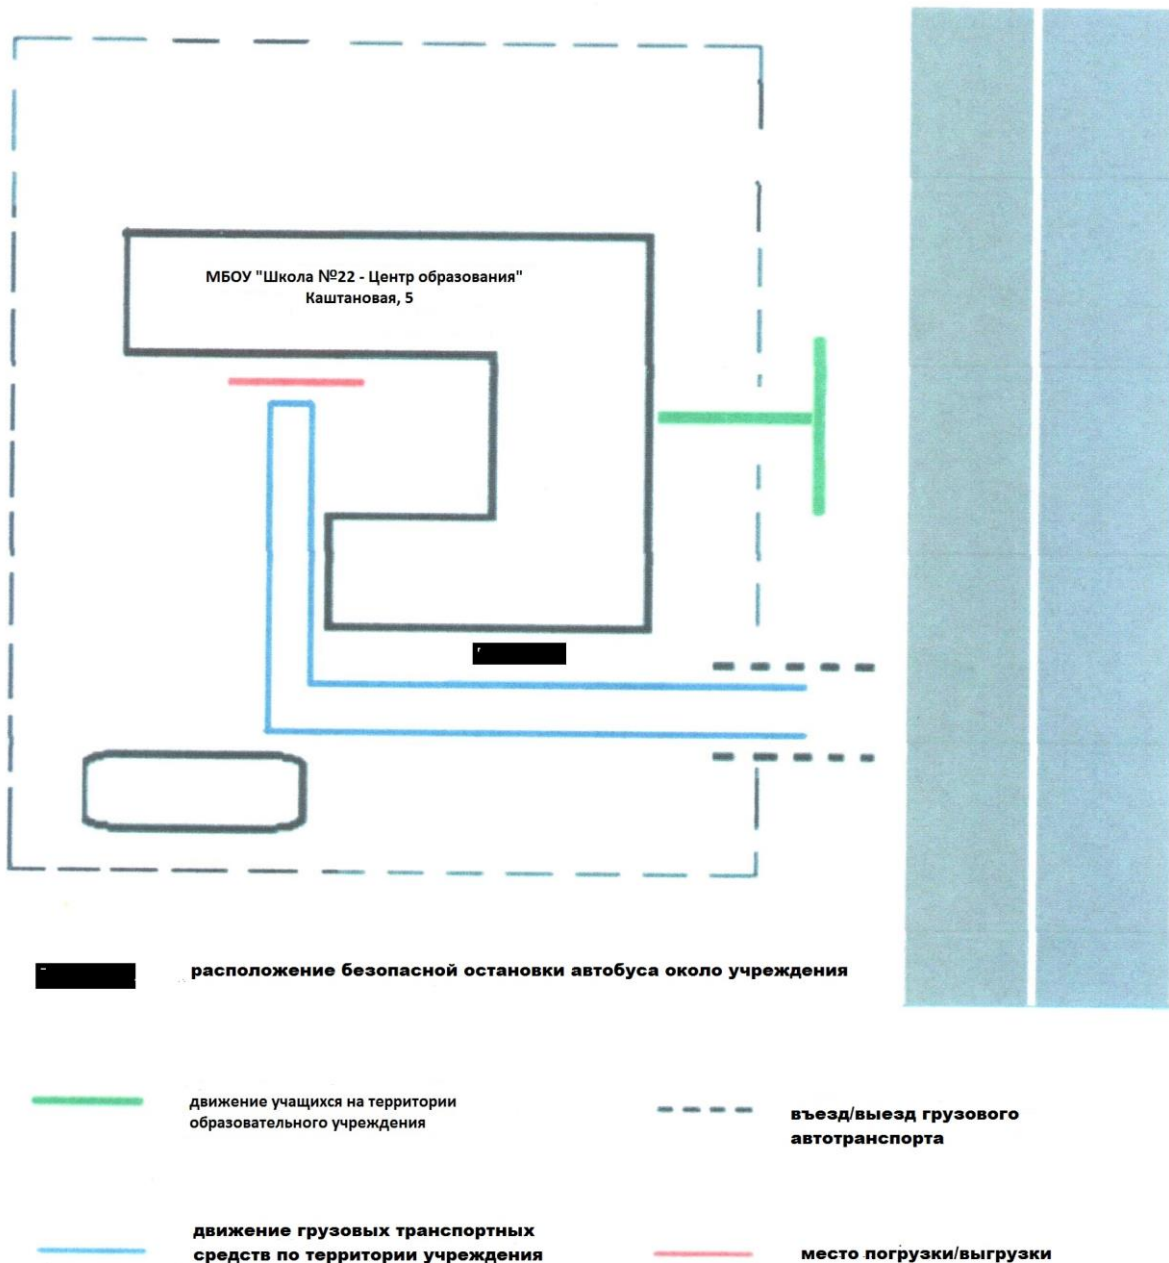 МБОУ "Школа №22 - Центр образования"
Каштановая, 5
расположение безопасной остановки автобуса около учреждения
движение учащихся на территории
образовательного учреждения
въезд/выезд грузового
автотранспорта
движение грузовых транспортных
средств по территории учреждения
место погрузки/выгрузки